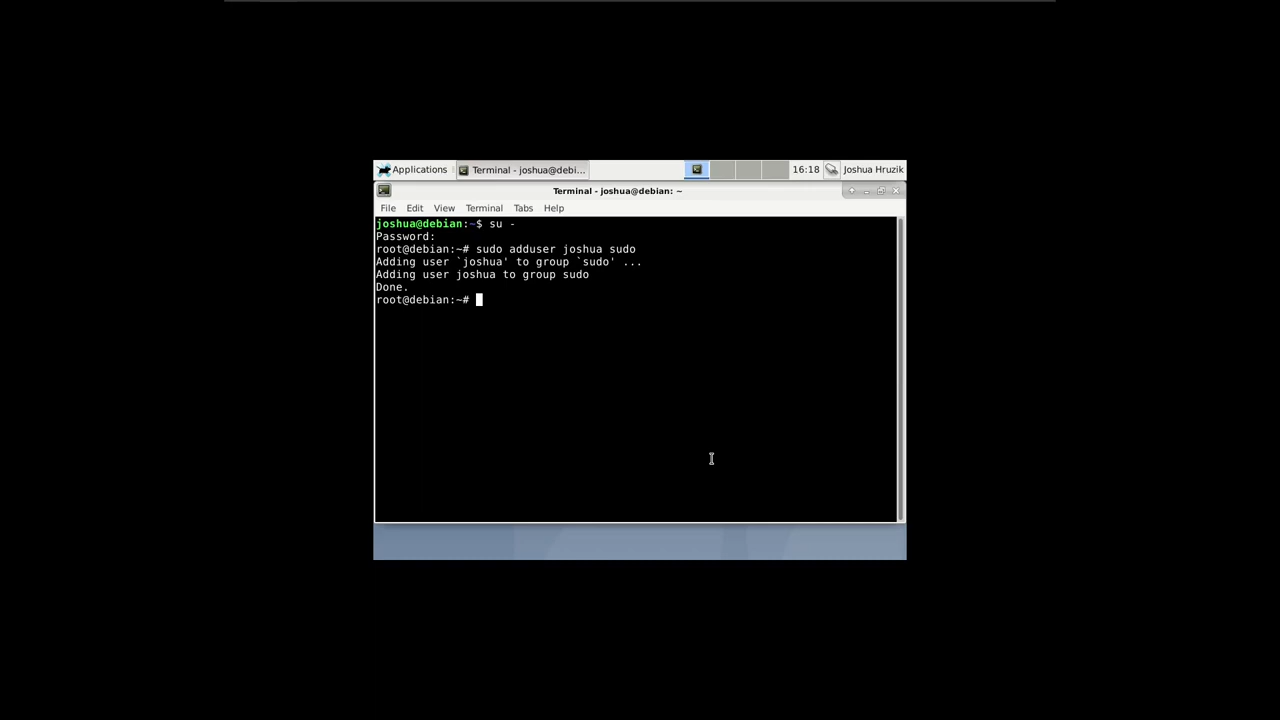 Applications Terminal - joshua@debi... 16:18 Joshua Hruzik
Terminal - joshua@debian: ~
File Edit View Terminal Tabs Help
joshua@debian:~$ su -
Password:
root@debian:~# sudo adduser joshua sudo
Adding user `joshua' to group `sudo' ...
Adding user joshua to group sudo
Done.
root@debian:~#